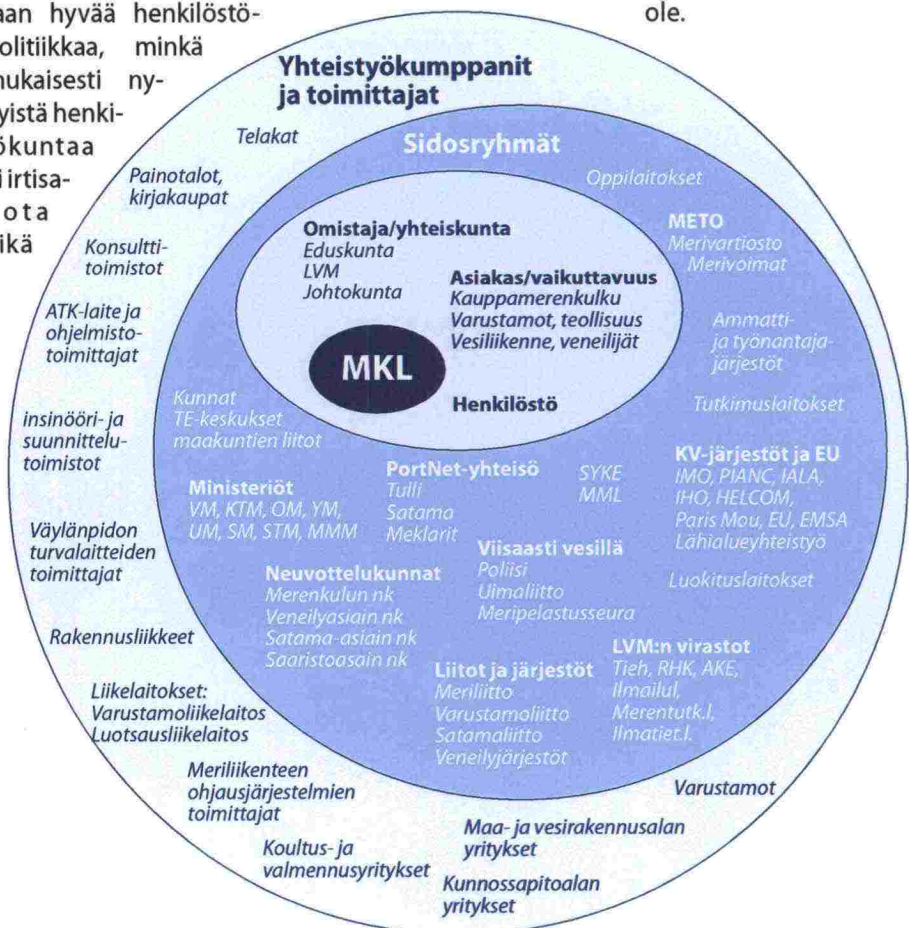 aan hyvää henkilöstö-
olitiikkaa, minkä
nukaisesti ny-
yistä henki-
ökuntaa
i irtisa-
ota
ikä
ole.
Yhteistyökumppanit
ja toimittajat
Telakat
Painotalot,
kirjakaupat
Konsultti-
toimistot
ATK-laite ja
ohjelmisto-
toimittajat
insinööri- ja
suunnittelu-
toimistot
Väylänpidon
turvalaitteiden
toimittajat
Rakennusliikkeet
Liikelaitokset:
Varustamoliikelaitos
Luotsausliikelaitos
Meriliikenteen
ohjausjärjestelmien
toimittajat
Koultus- ja
valmennusyritykset
Maa- ja vesirakennusalan
yritykset
Kunnossapitoalan
yritykset
Varustamot
Sidosryhmät
Oppilaitokset
METO
Merivartiosto
Merivoimat
Ammatti-
ja työnantaja-
järjestöt
Tutkimuslaitokset
KV-järjestöt ja EU
IMO, PIANC, IALA,
IHO, HELCOM,
Paris Mou, EU, EMSA
Lähialueyhteistyö
Luokituslaitokset
LVM:n virastot
Tieh, RHK, AKE,
Ilmailul,
Merentutk.l,
Ilmatiet.l.
Kunnat
TE-keskukset
maakuntien liitot
Ministeriöt
VM, KTM, OM, YM,
UM, SM, STM, MMM
PortNet-yhteisö
Tulli
Satama
Meklarit
SYKE
MML
Viisaasti vesillä
Poliisi
Uimaliitto
Meripelastusseura
Neuvottelukunnat
Merenkulun nk
Veneilyasiain nk
Satama-asiain nk
Saaristoasain nk
Liitot ja järjestöt
Meriliitto
Varustamoliitto
Satamaliitto
Veneilyjärjestöt
Omistaja/yhteiskunta
Eduskunta
LVM
Johtokunta
Asiakas/vaikuttavuus
Kauppamerenkulku
Varustamot, teollisuus
Vesiliikenne, veneilijät
MKL
Henkilöstö